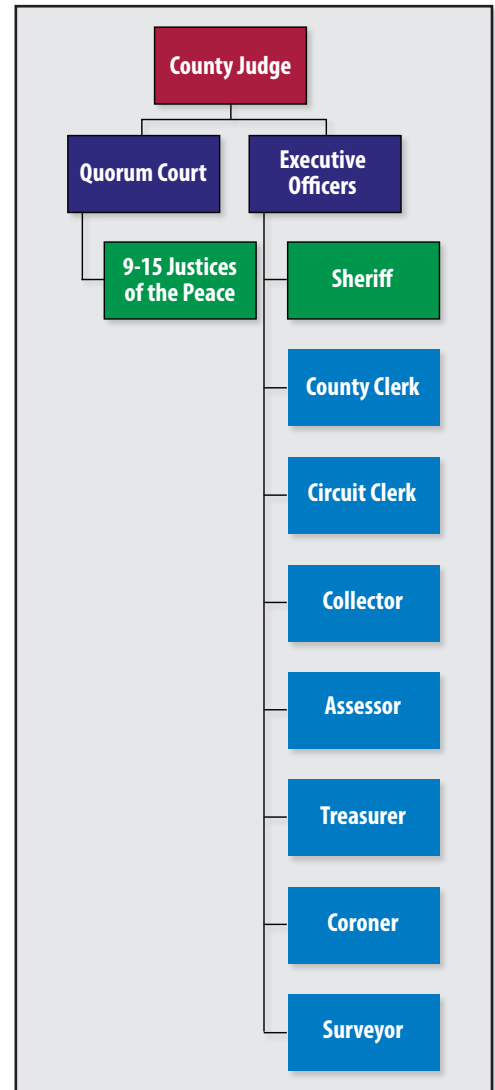 County Judge
Quorum Court
Executive
Officers
9-15 Justices
of the Peace
Sheriff
County Clerk
Circuit Clerk
Collector
Assessor
Treasurer
Coroner
Surveyor